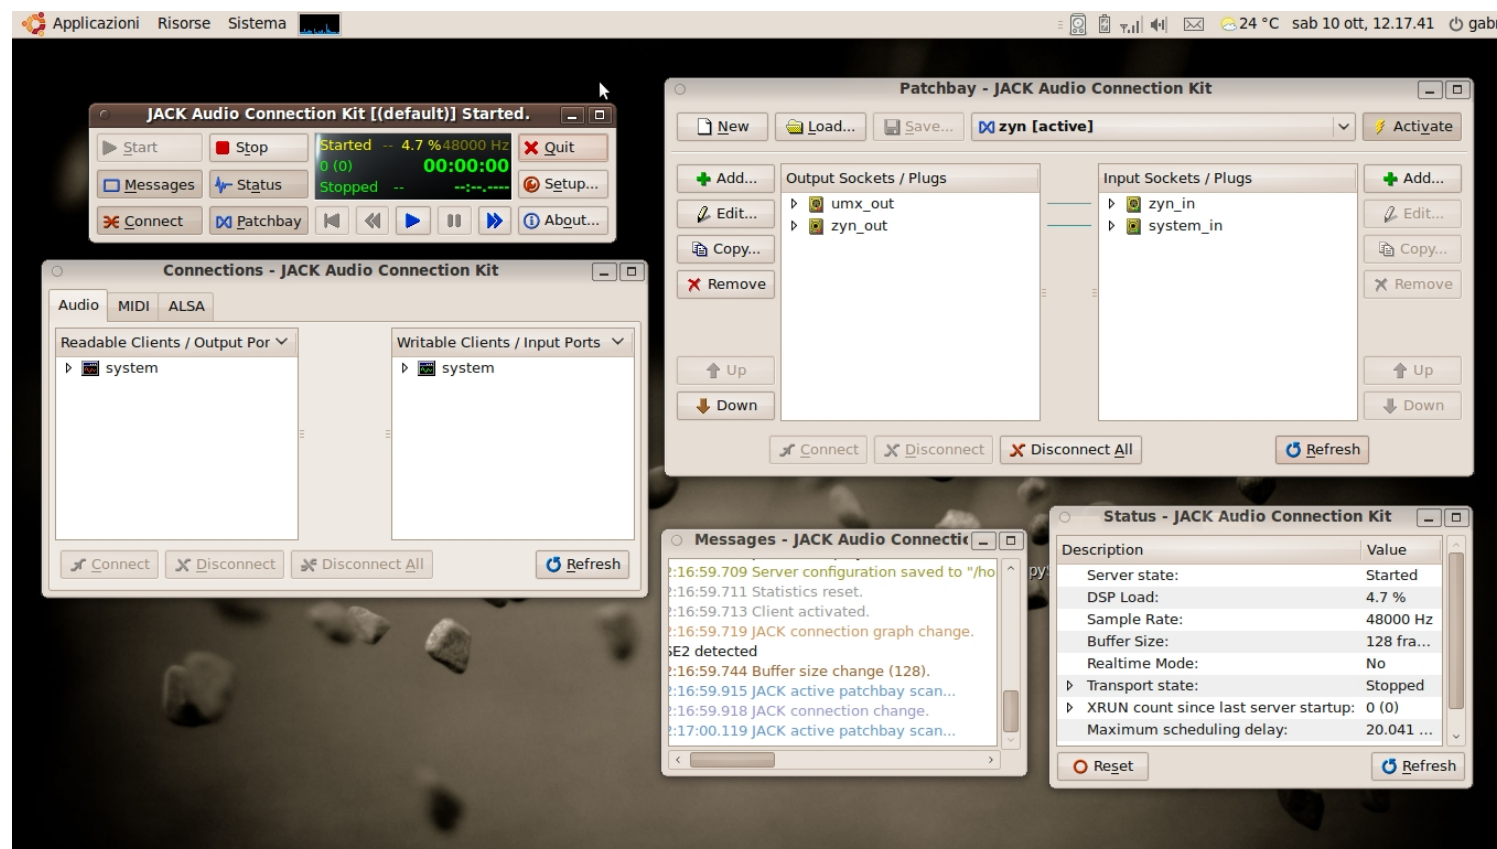 Applicazioni Risorse Sistema
24 °C sab 10 ott, 12.17.41
JACK Audio Connection Kit [(default)] Started.
Start Stop
Started -- 4.7 % 48000 Hz
0 (0) 00:00:00
Stopped -- --:--.----
Quit
Messages Status Setup...
Connect Patchbay About...
Connections - JACK Audio Connection Kit
Audio MIDI ALSA
Readable Clients / Output Por
system
Writable Clients / Input Ports
system
Connect Disconnect Disconnect All Refresh
Patchbay - JACK Audio Connection Kit
New Load... Save... zyn [active] Activate
Add...
Edit...
Copy...
Remove
Up
Down
Output Sockets / Plugs
umx_out
zyn_out
Input Sockets / Plugs
zyn_in
system_in
Add...
Edit...
Copy...
Remove
Up
Down
Connect Disconnect Disconnect All Refresh
Messages - JACK Audio Connectic
2:16:59.709 Server configuration saved to "/ho
2:16:59.711 Statistics reset.
2:16:59.713 Client activated.
2:16:59.719 JACK connection graph change.
SE2 detected
2:16:59.744 Buffer size change (128).
2:16:59.915 JACK active patchbay scan...
2:16:59.918 JACK connection change.
2:17:00.119 JACK active patchbay scan...
Status - JACK Audio Connection Kit
Description Value
Server state: Started
DSP Load: 4.7 %
Sample Rate: 48000 Hz
Buffer Size: 128 fra...
Realtime Mode: No
Transport state: Stopped
XRUN count since last server startup: 0 (0)
Maximum scheduling delay: 20.041 ...
Reset Refresh